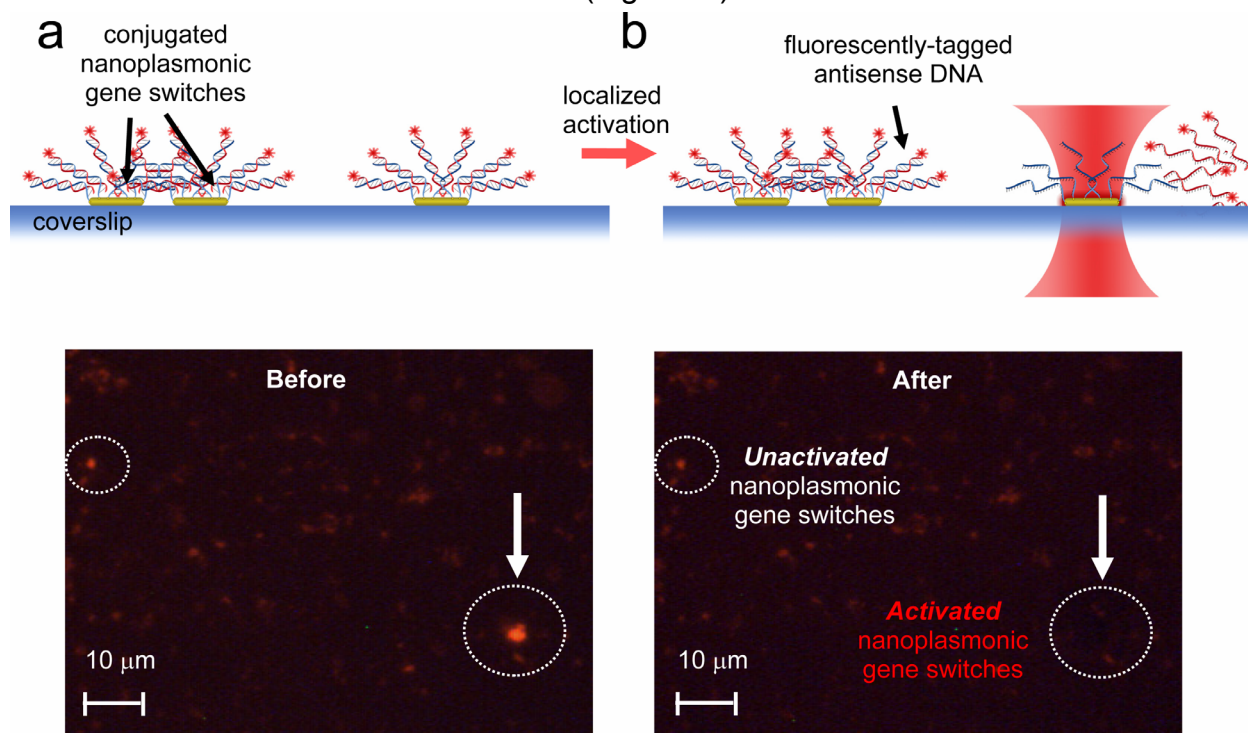 a
conjugated
nanoplasmonic
gene switches
coverslip
localized
activation
b
fluorescently-tagged
antisense DNA
Before
10 μm
After
Unactivated
nanoplasmonic
gene switches
Activated
nanoplasmonic
gene switches
10 μm